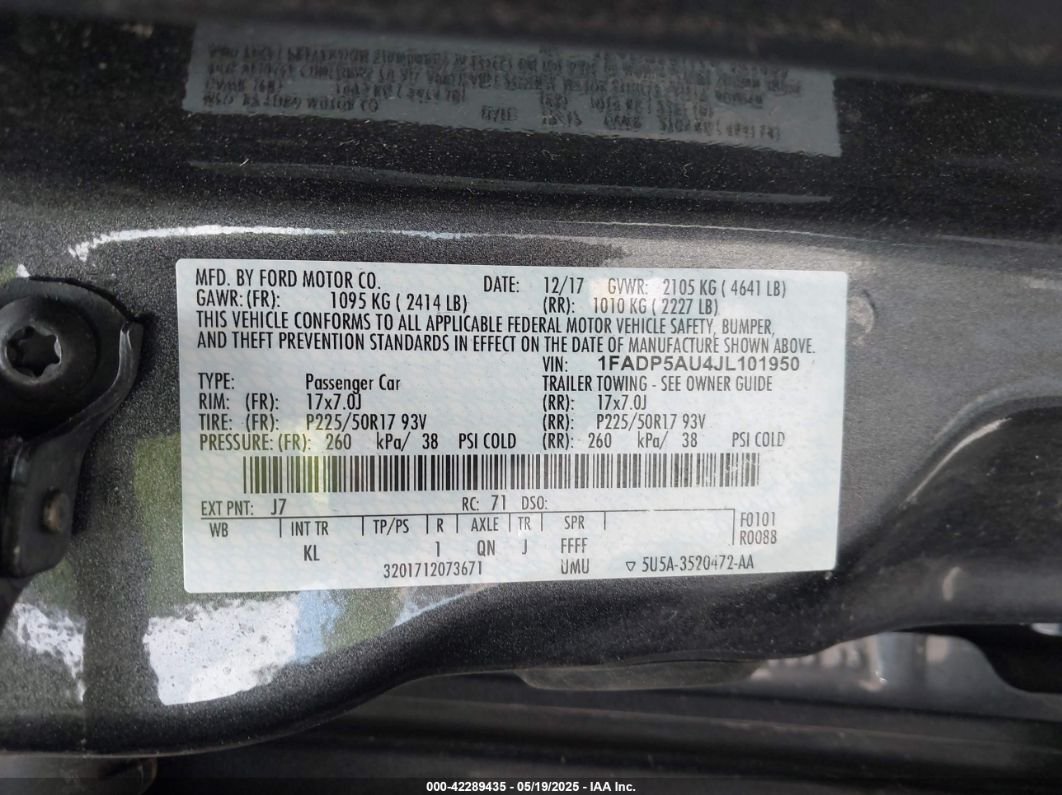 MFD. BY FORD MOTOR CO. DATE: 12/17 GVWR: 2105 KG ( 4641 LB)
GAWR: (FR): 1095 KG ( 2414 LB) (RR): 1010 KG ( 2227 LB)
THIS VEHICLE CONFORMS TO ALL APPLICABLE FEDERAL MOTOR VEHICLE SAFETY, BUMPER,
AND THEFT PREVENTION STANDARDS IN EFFECT ON THE DATE OF MANUFACTURE SHOWN ABOVE.
VIN: 1FADP5AU4JL101950
TYPE: Passenger Car TRAILER TOWING - SEE OWNER GUIDE
RIM: (FR): 17x7.0J (RR): 17x7.0J
TIRE: (FR): P225/50R17 93V (RR): P225/50R17 93V
PRESSURE: (FR): 260 kPa/ 38 PSI COLD (RR): 260 kPa/ 38 PSI COLD
EXT PNT: J7 RC: 71 DSO:
WB INT TR TP/PS R AXLE TR SPR F0101
R0088
KL 1 QN J FFFF
3201712073671 UMU ▽ 5U5A-3520472-AA
000-42289435 - 05/19/2025 - IAA Inc.